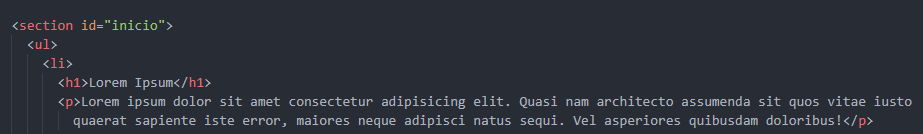 <section id="inicio">
<ul>
<li>
<h1>Lorem Ipsum</h1>
<p>Lorem ipsum dolor sit amet consectetur adipisicing elit. Quasi nam architecto assumenda sit quos vitae iusto
quaerat sapiente iste error, maiores neque adipisci natus sequi. Vel asperiores quibusdam doloribus!</p>